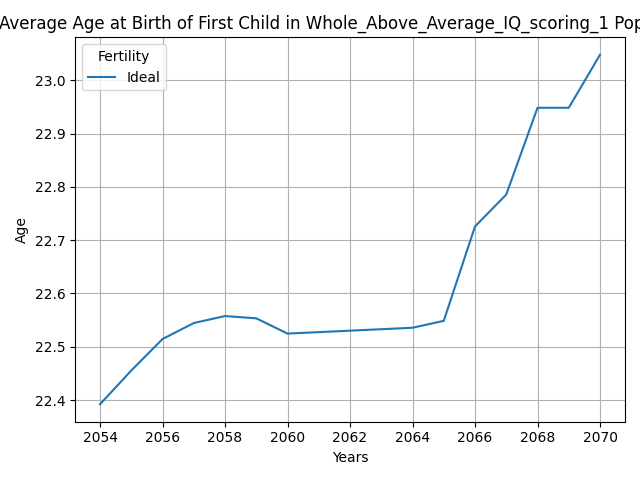 Average Age at Birth of First Child in Whole_Above_Average_IQ_scoring_1 Pop
Fertility
Ideal
23.0
22.9
22.8
22.7
22.6
22.5
22.4
Age
2054 2056 2058 2060 2062 2064 2066 2068 2070
Years